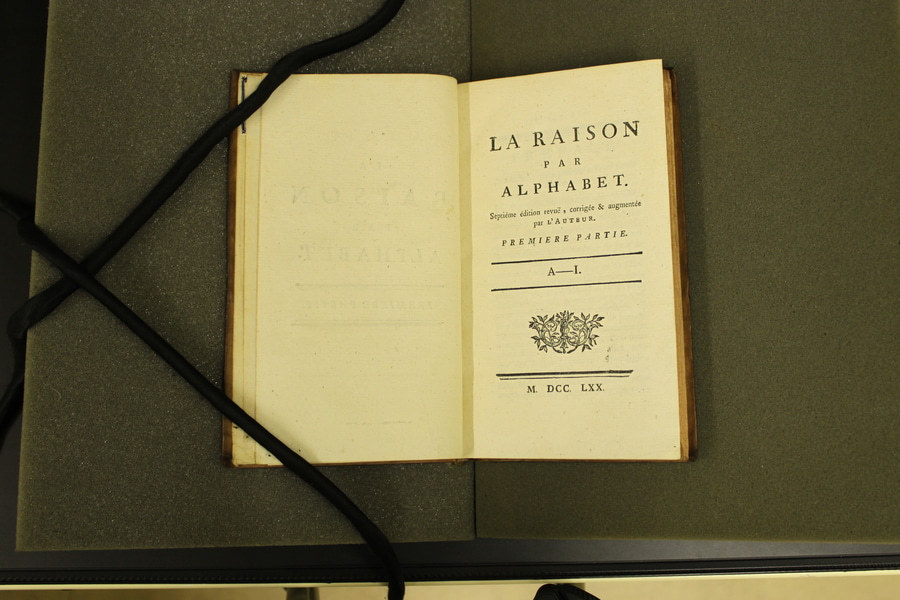 LA RAISON
PAR
ALPHABET.
Septiéme édition revuë, corrigée & augmentée
par L'AUTEUR.
PREMIERE PARTIE.
A—I.
M. DCC. LXX.